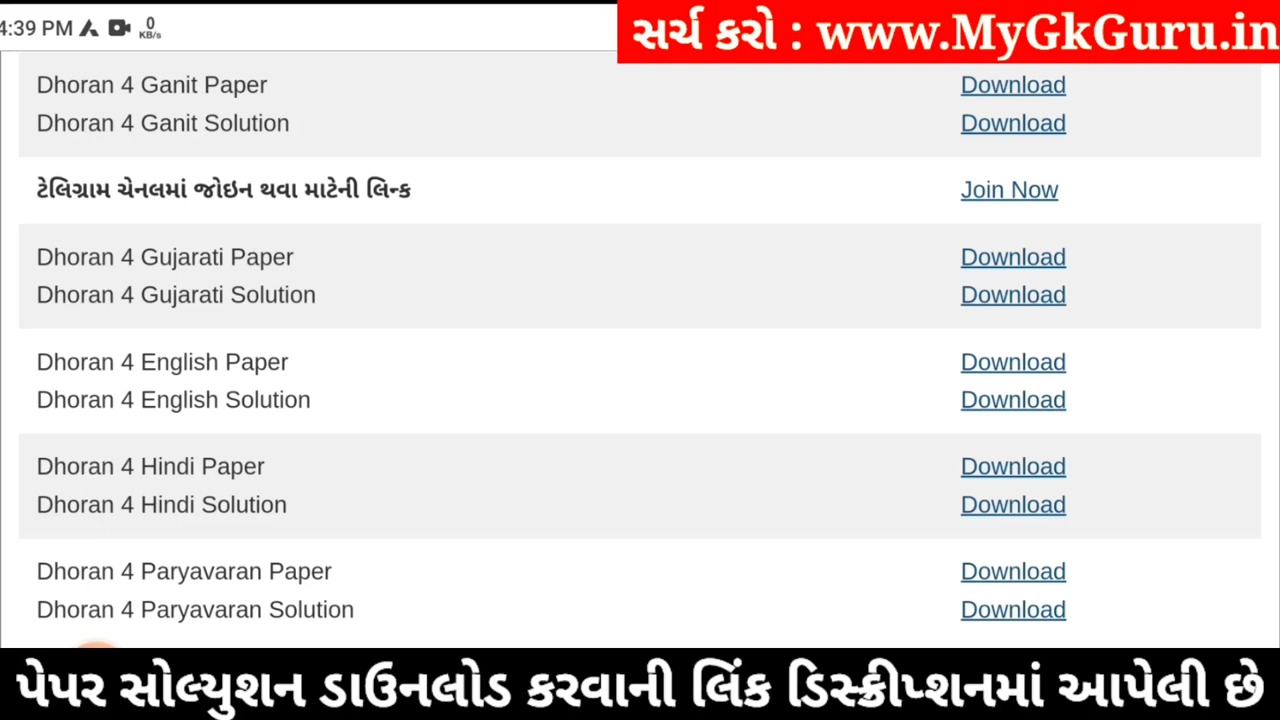 4:39 PM 0 KB/s
સર્ચ કરો : www.MyGkGuru.in
Dhoran 4 Ganit Paper Download
Dhoran 4 Ganit Solution Download
ટેલિગ્રામ ચેનલમાં જોઇન થવા માટેની લિન્ક Join Now
Dhoran 4 Gujarati Paper Download
Dhoran 4 Gujarati Solution Download
Dhoran 4 English Paper Download
Dhoran 4 English Solution Download
Dhoran 4 Hindi Paper Download
Dhoran 4 Hindi Solution Download
Dhoran 4 Paryavaran Paper Download
Dhoran 4 Paryavaran Solution Download
પેપર સોલ્યુશન ડાઉનલોડ કરવાની લિંક ડિસ્ક્રીપ્શનમાં આપેલી છે